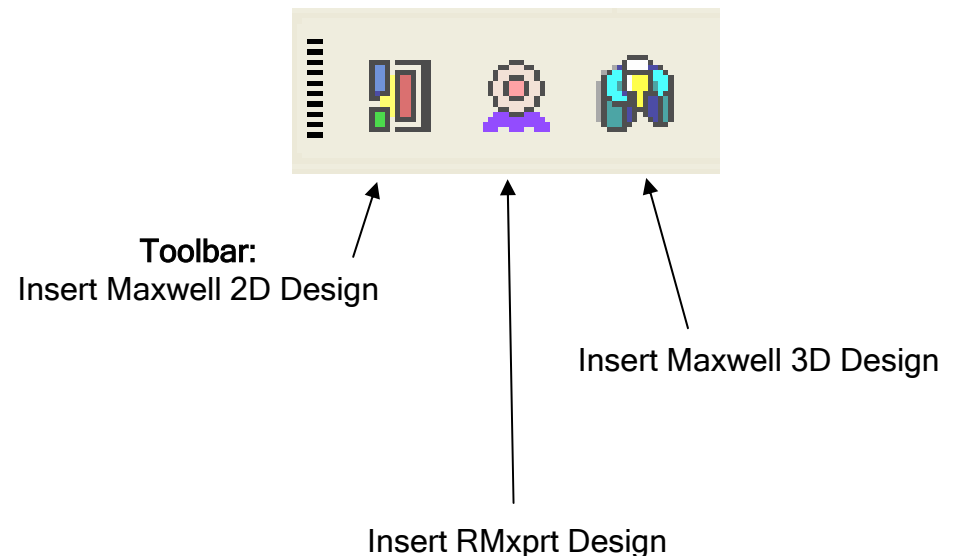 Toolbar:
Insert Maxwell 2D Design
Insert Maxwell 3D Design
Insert RMxprt Design